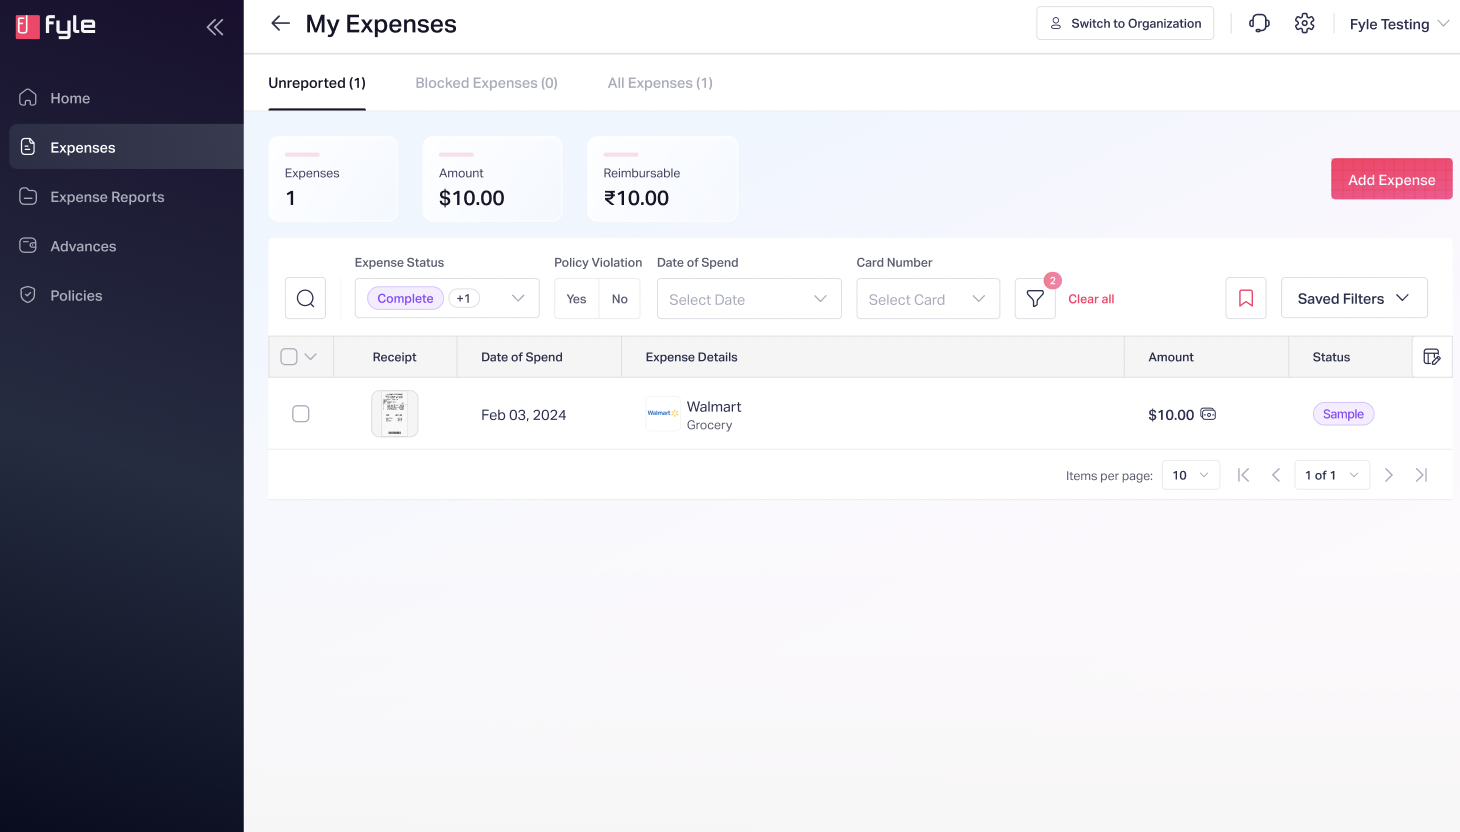 fyle
My Expenses
Switch to Organization
Fyle Testing
Home
Expenses
Expense Reports
Advances
Policies
Unreported (1)
Blocked Expenses (0)
All Expenses (1)
Expenses
1
Amount
$10.00
Reimbursable
₹10.00
Add Expense
Expense Status
Complete
+1
Policy Violation
Yes
No
Date of Spend
Select Date
Card Number
Select Card
2
Clear all
Saved Filters
Receipt
Date of Spend
Expense Details
Amount
Status
Feb 03, 2024
Walmart
Walmart
Grocery
$10.00
Sample
Items per page:
10
1 of 1